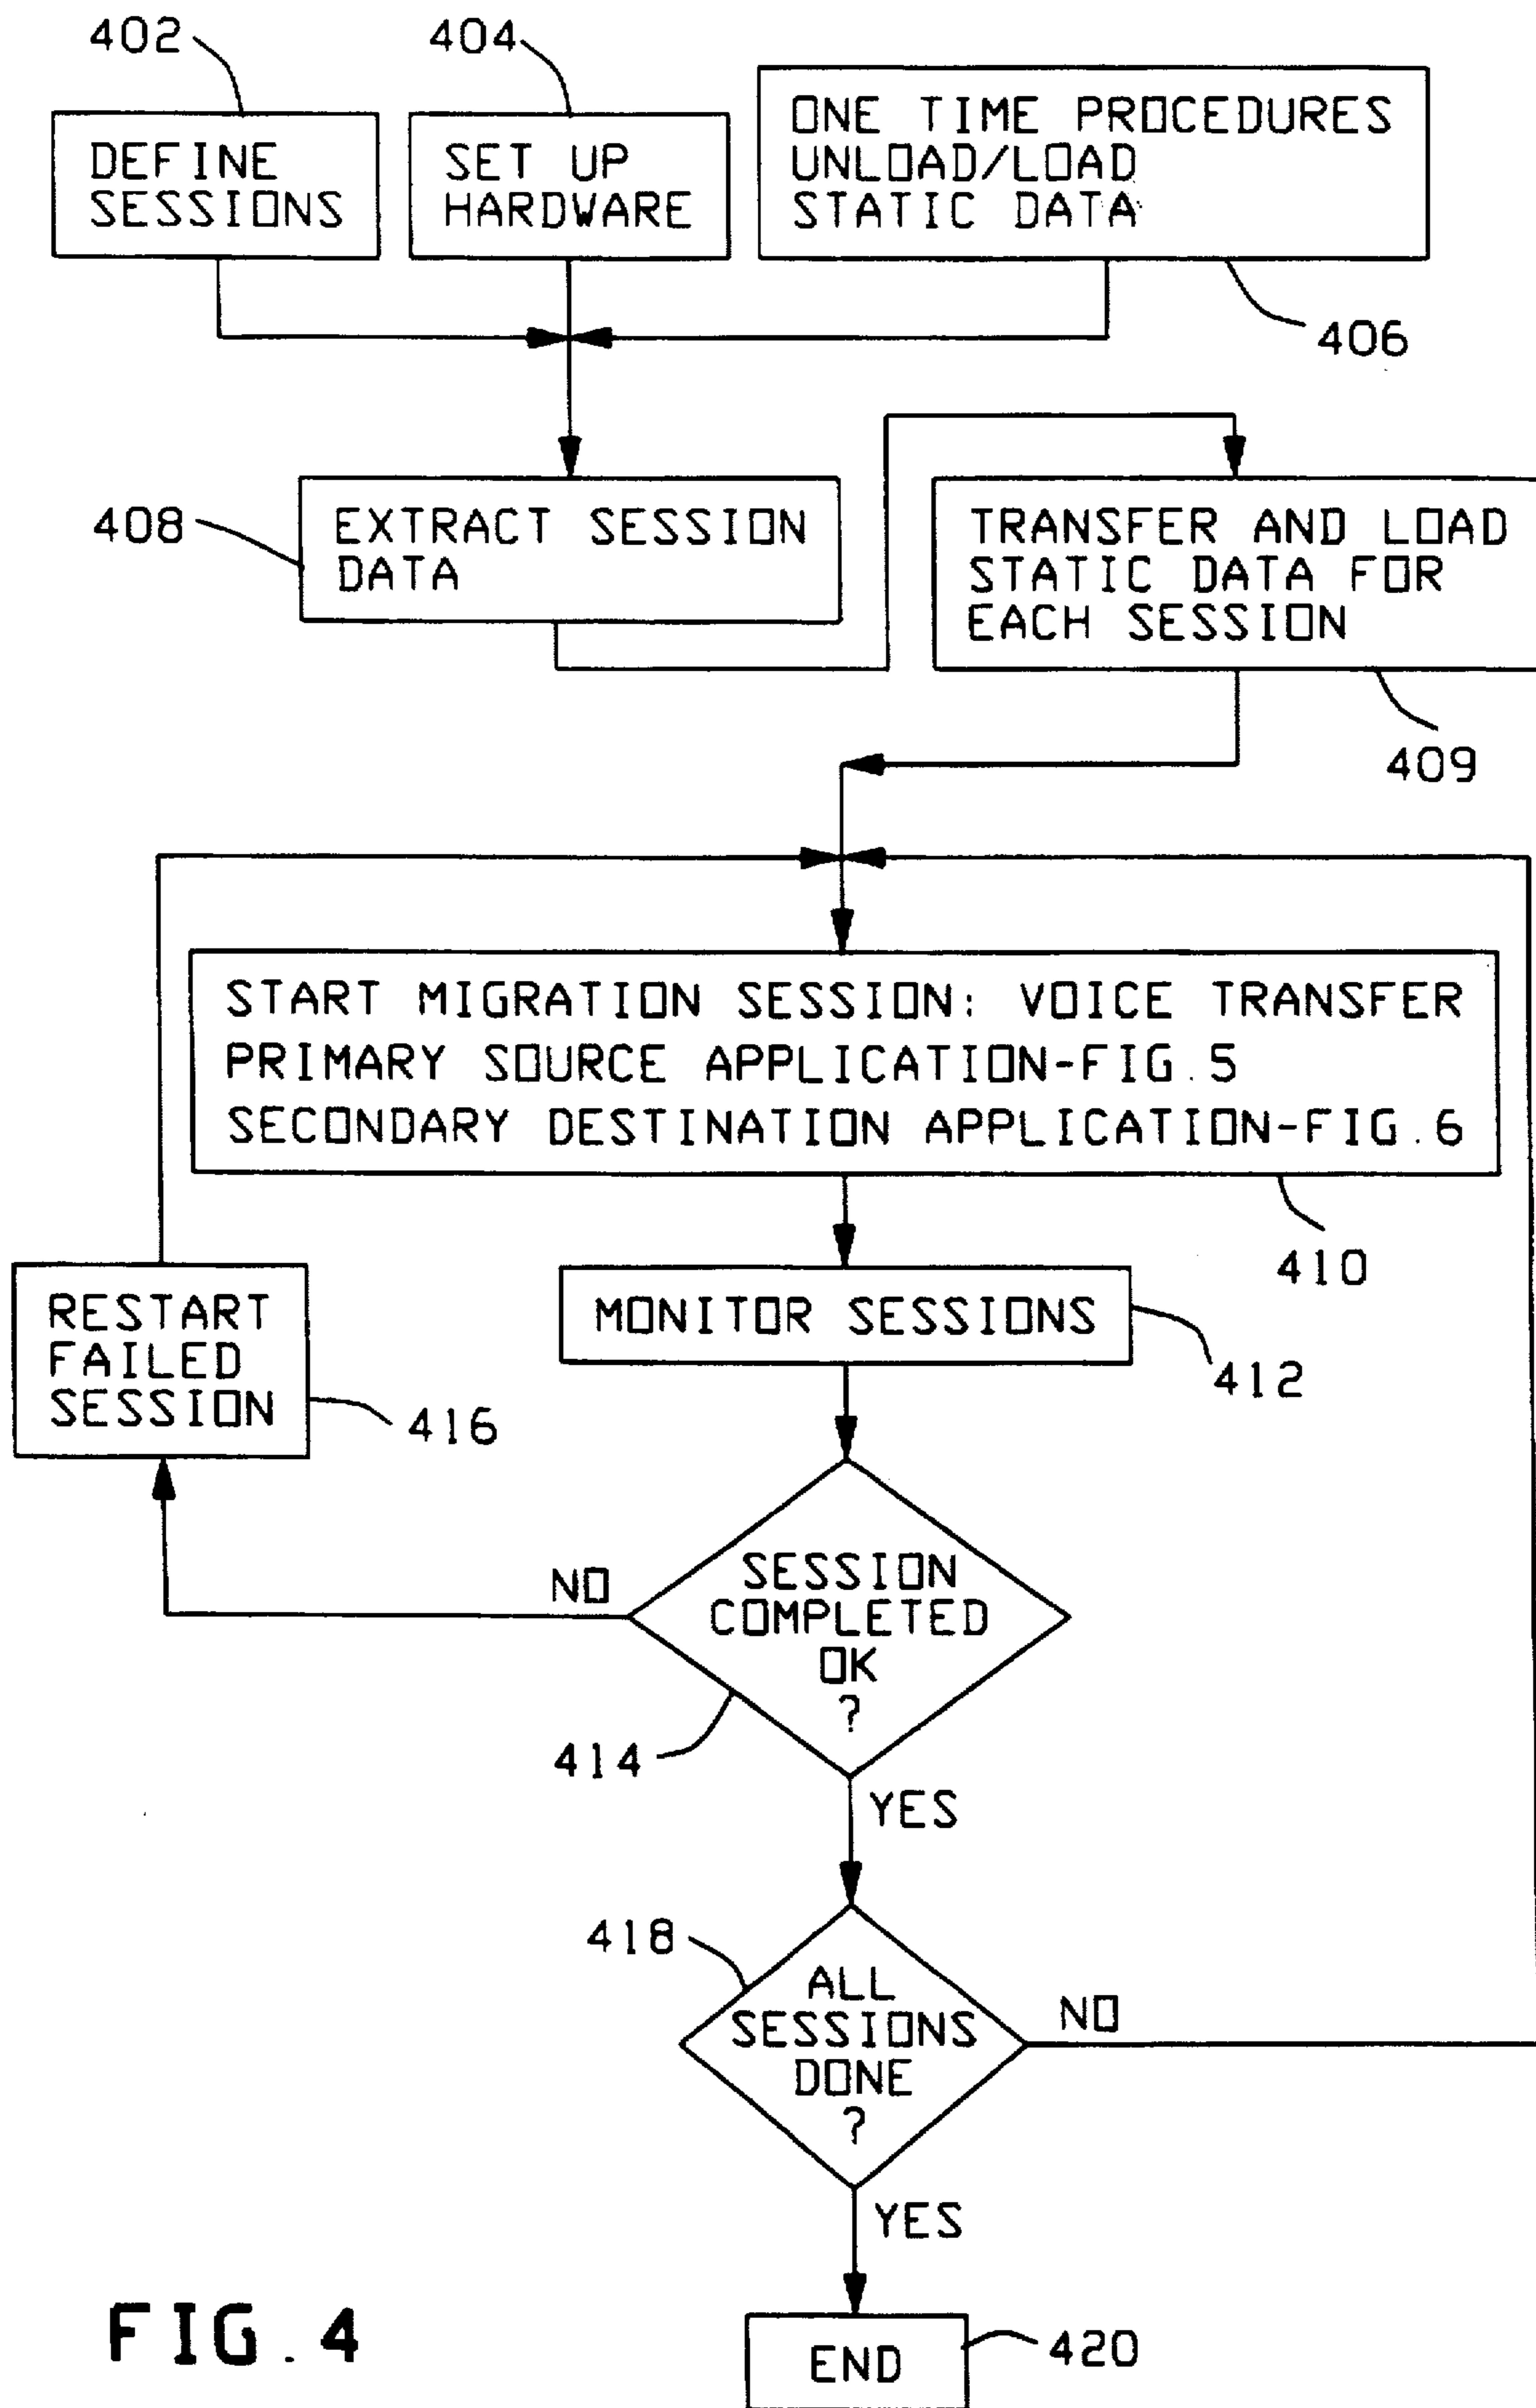 402
404
DEFINE
SESSIONS
SET UP
HARDWARE
ONE TIME PROCEDURES
UNLOAD/LOAD
STATIC DATA
406
408
EXTRACT SESSION
DATA
TRANSFER AND LOAD
STATIC DATA FOR
EACH SESSION
409
START MIGRATION SESSION: VOICE TRANSFER
PRIMARY SOURCE APPLICATION-FIG.5
SECONDARY DESTINATION APPLICATION-FIG.6
410
RESTART
FAILED
SESSION
416
MONITOR SESSIONS
412
NO
SESSION
COMPLETED
OK
?
414
YES
418
ALL
SESSIONS
DONE
?
NO
YES
END
420
FIG. 4